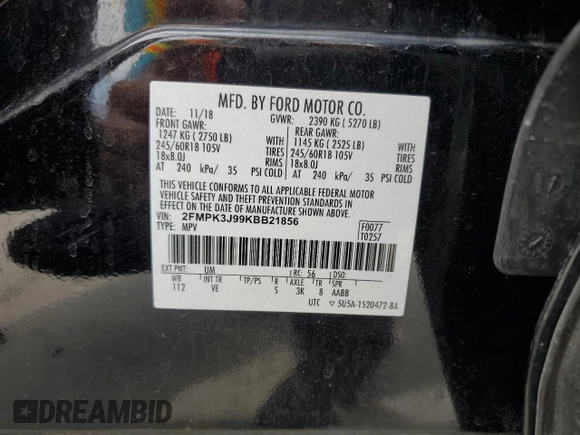 MFD. BY FORD MOTOR CO.
DATE: 11/18 GVWR: 2390 KG ( 5270 LB)
FRONT GAWR: REAR GAWR:
1247 KG ( 2750 LB) WITH 1145 KG ( 2525 LB) WITH
245/60R18 105V TIRES 245/60R18 105V TIRES
18x8.0J RIMS 18x8.0J RIMS
AT 240 kPa/ 35 PSI COLD AT 240 kPa/ 35 PSI COLD
THIS VEHICLE CONFORMS TO ALL APPLICABLE FEDERAL MOTOR
VEHICLE SAFETY AND THEFT PREVENTION STANDARDS IN
EFFECT ON THE DATE OF MANUFACTURE SHOWN ABOVE.
VIN: 2FMPK3J99KBB21856 F0077
TYPE: MPV T0257
EXT PNT: UM RC: 56 DSO:
WB INT TR TP/PS R AXLE TR SPR
112 VE S 3K 8 AABB
UTC ▽ 5U5A-1520472-BA
DREAMBID